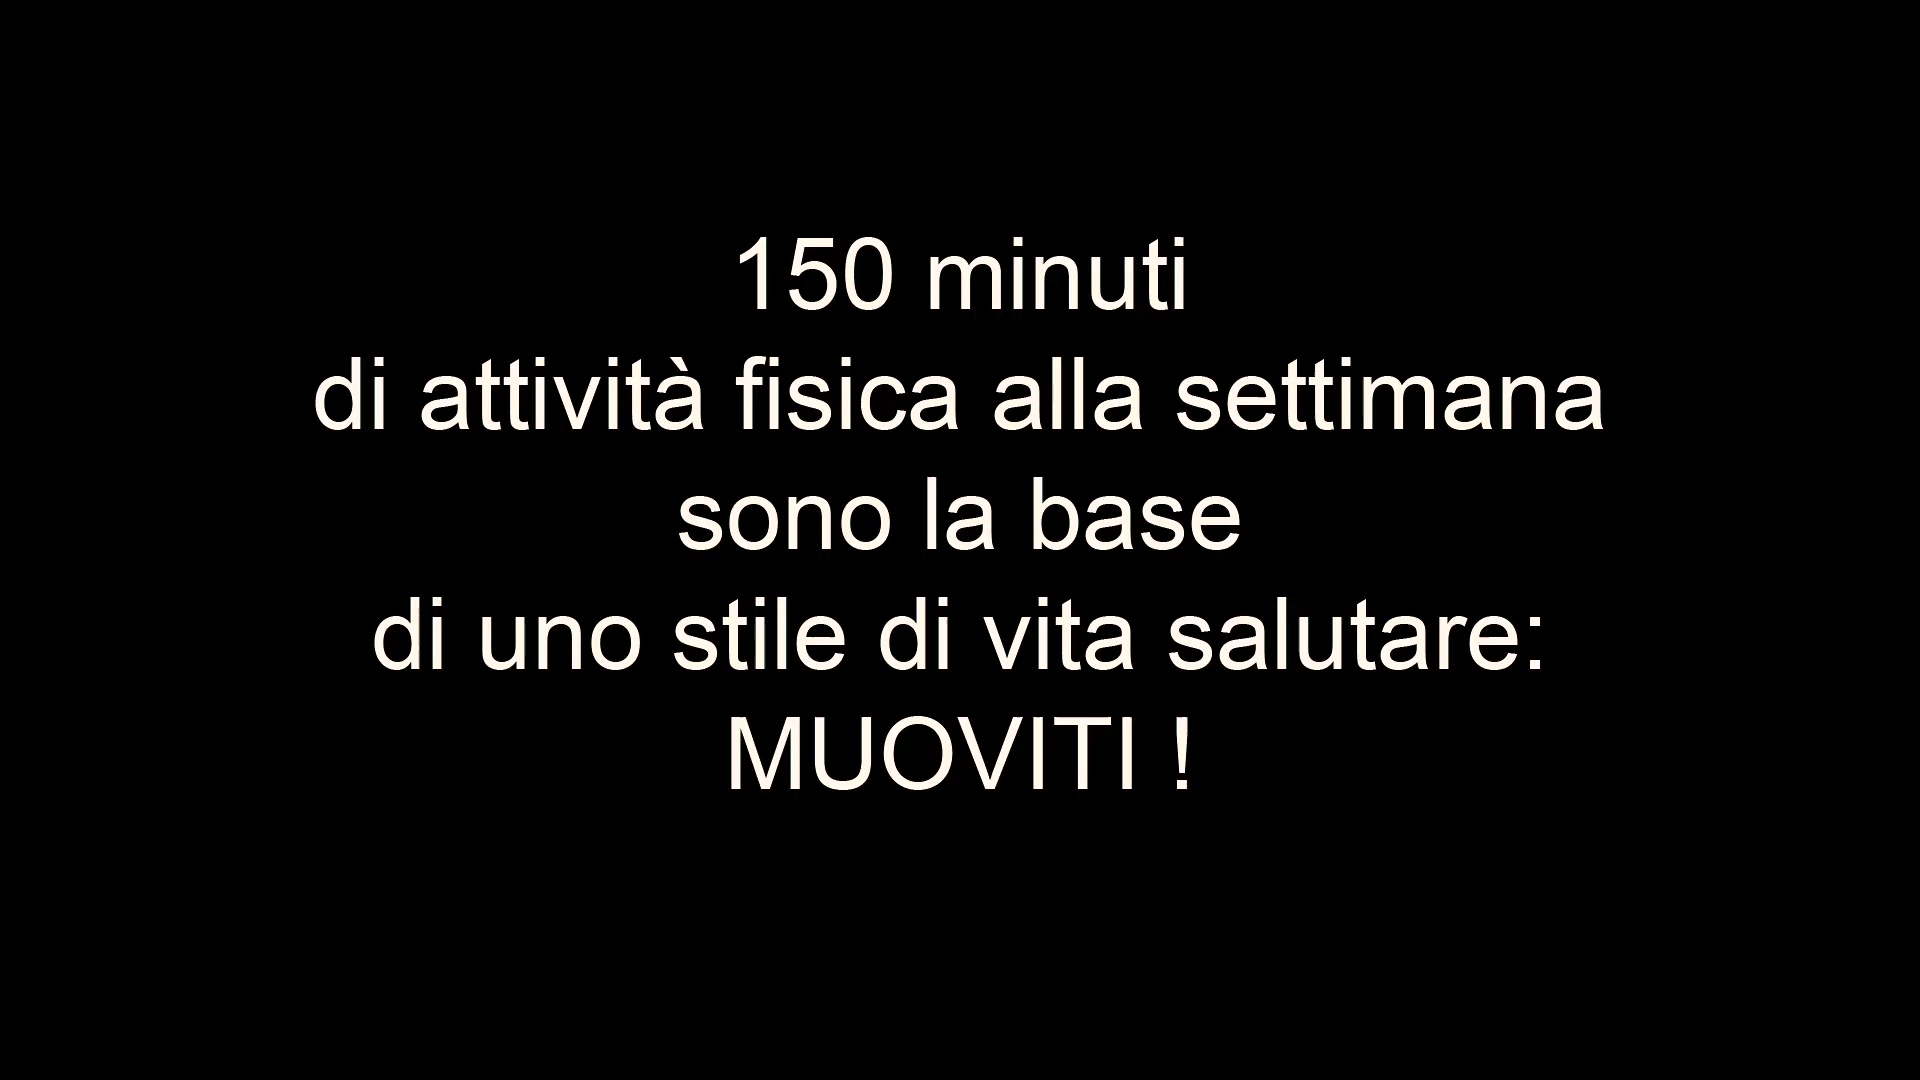 150 minuti
di attività fisica alla settimana
sono la base
di uno stile di vita salutare:
MUOVITI !